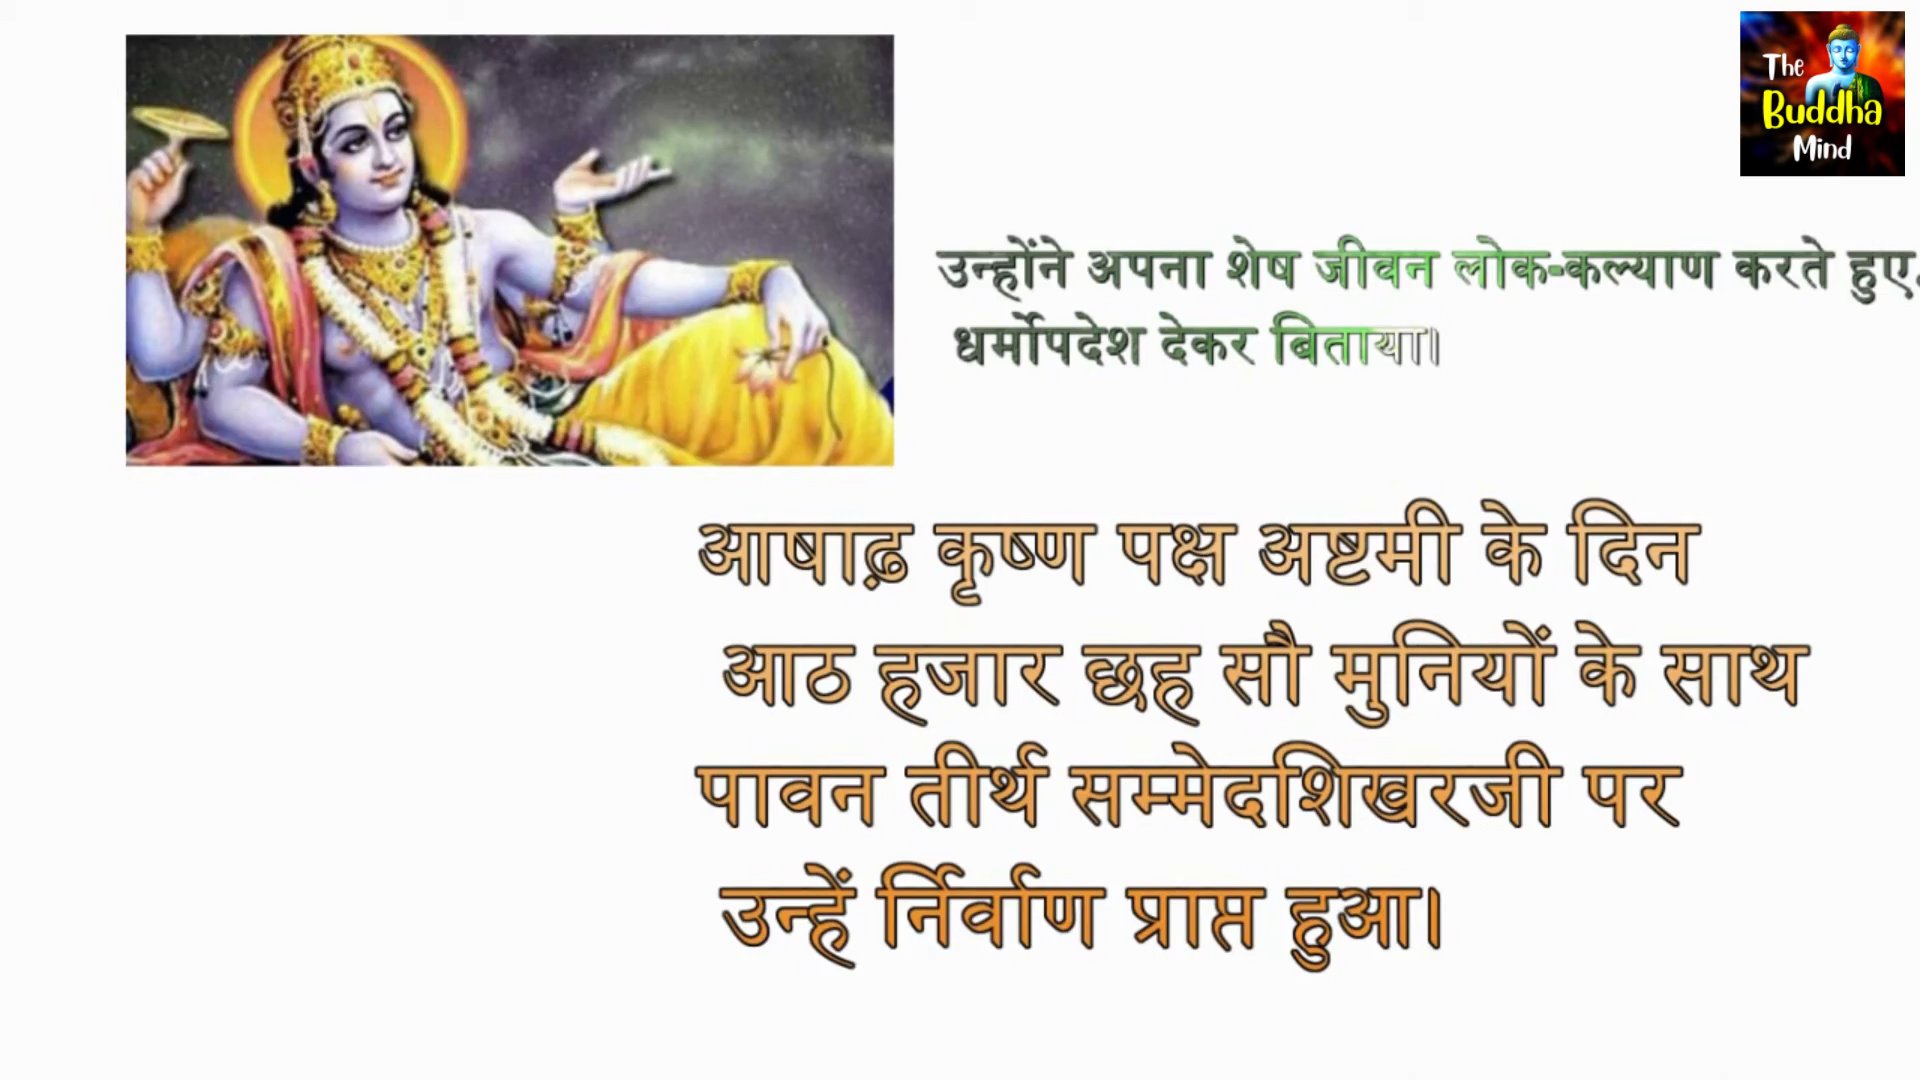 The
Buddha
Mind
उन्होंने अपना शेष जीवन लोक-कल्याण करते हुए,
धर्मोपदेश देकर बिताया।
आषाढ़ कृष्ण पक्ष अष्टमी के दिन
आठ हजार छह सौ मुनियों के साथ
पावन तीर्थ सम्मेदशिखरजी पर
उन्हें र्निर्वाण प्राप्त हुआ।